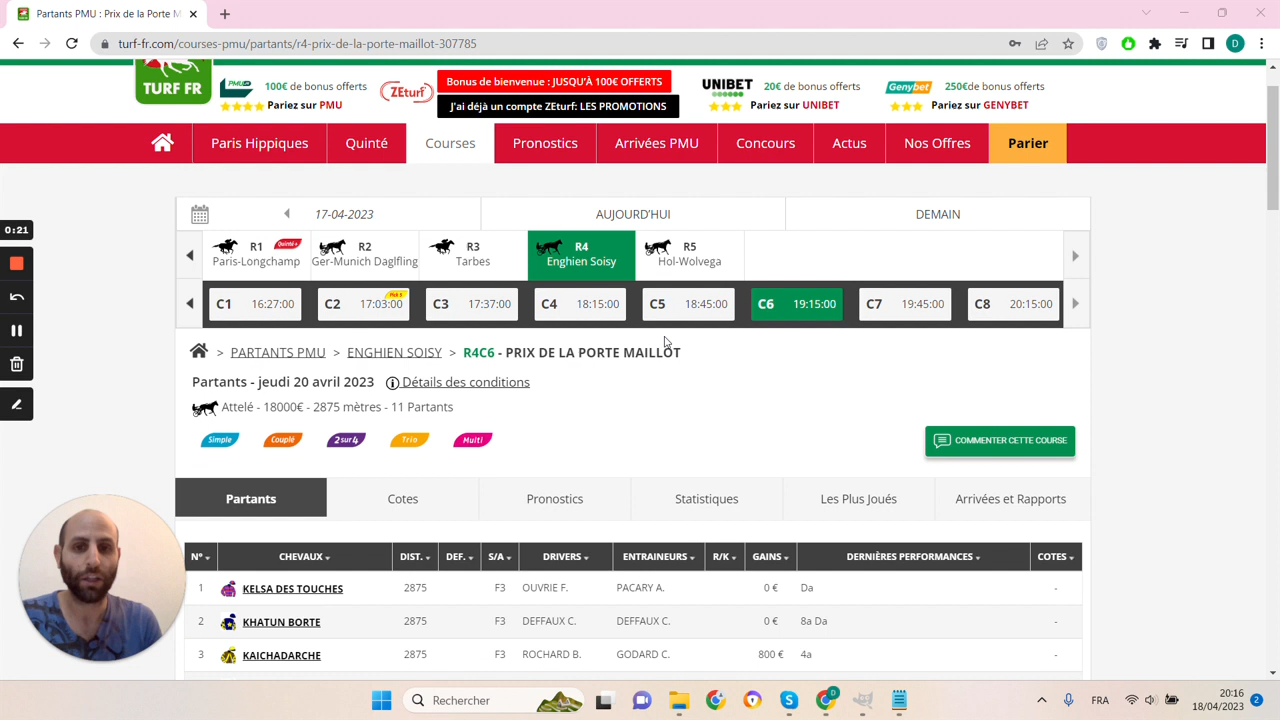 Partants PMU : Prix de la Porte M
turf-fr.com/courses-pmu/partants/r4-prix-de-la-porte-maillot-307785
D
TURF FR
PMU 100€ de bonus offerts
Pariez sur PMU
ZEturf
Bonus de bienvenue : JUSQU'À 100€ OFFERTS
J'ai déjà un compte ZEturf: LES PROMOTIONS
UNIBET 20€ de bonus offerts
Pariez sur UNIBET
Genybet 250€de bonus offerts
Pariez sur GENYBET
Paris Hippiques Quinté Courses Pronostics Arrivées PMU Concours Actus Nos Offres Parier
17-04-2023 AUJOURD'HUI DEMAIN
0:21
R1 Quinté+ R2 R3 R4 R5
Paris-Longchamp Ger-Munich Daglfling Tarbes Enghien Soisy Hol-Wolvega
C1 16:27:00 C2 17:03:00 Pick 5 C3 17:37:00 C4 18:15:00 C5 18:45:00 C6 19:15:00 C7 19:45:00 C8 20:15:00
PARTANTS PMU > ENGHIEN SOISY > R4C6 - PRIX DE LA PORTE MAILLOT
Partants - jeudi 20 avril 2023 Détails des conditions
Attelé - 18000€ - 2875 mètres - 11 Partants
Simple Couplé 2sur4 Trio Multi
COMMENTER CETTE COURSE
Partants Cotes Pronostics Statistiques Les Plus Joués Arrivées et Rapports
N° CHEVAUX DIST. DEF. S/A DRIVERS ENTRAINEURS R/K GAINS DERNIÈRES PERFORMANCES COTES
1 KELSA DES TOUCHES 2875 F3 OUVRIE F. PACARY A. 0 € Da -
2 KHATUN BORTE 2875 F3 DEFFAUX C. DEFFAUX C. 0 € 8a Da -
3 KAICHADARCHE 2875 F3 ROCHARD B. GODARD C. 800 € 4a -
Rechercher
FRA
20:16
18/04/2023
2